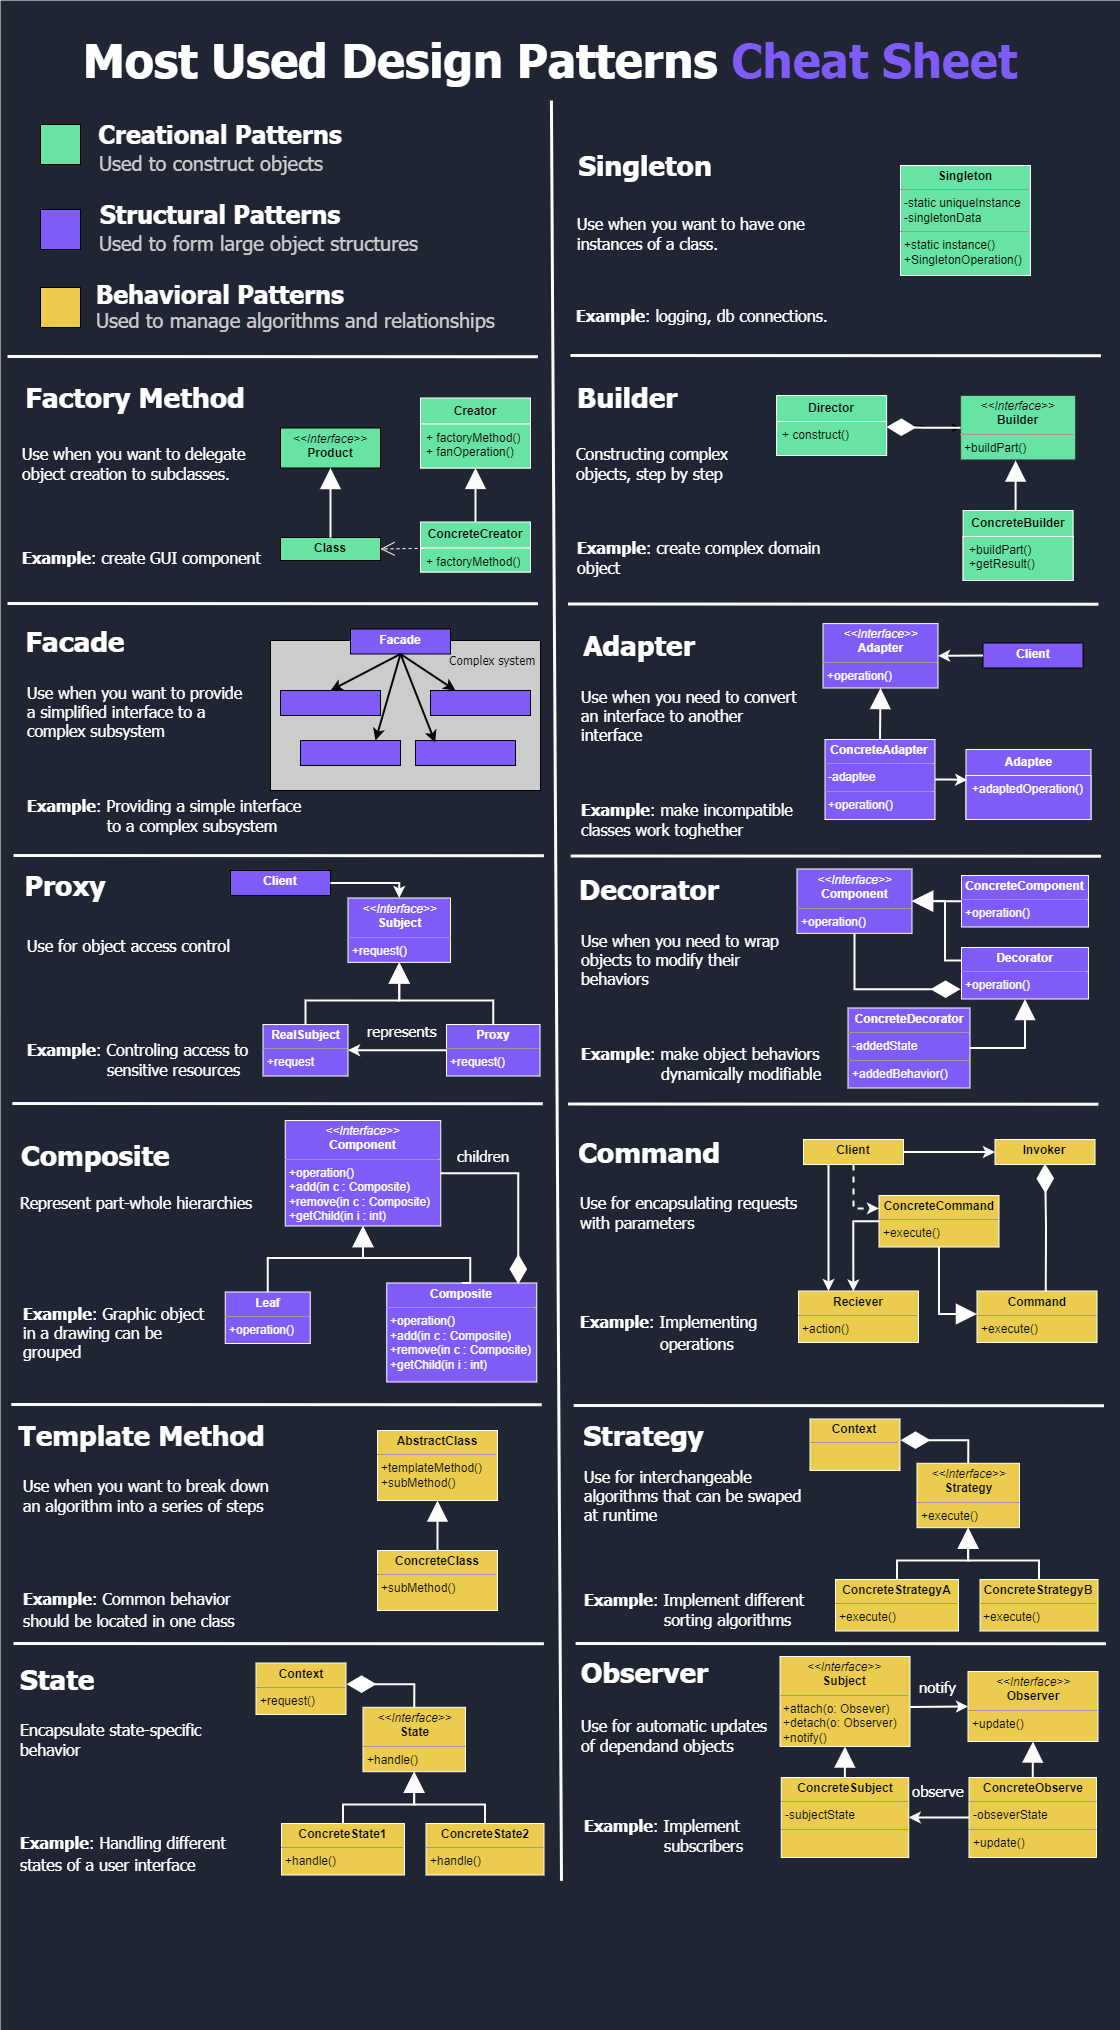 Most Used Design Patterns Cheat Sheet
Creational Patterns
Used to construct objects
Structural Patterns
Used to form large object structures
Behavioral Patterns
Used to manage algorithms and relationships
Singleton
Use when you want to have one
instances of a class.
Example: logging, db connections.
Singleton
-static uniqueInstance
-singletonData
+static instance()
+SingletonOperation()
Factory Method
Use when you want to delegate
object creation to subclasses.
Example: create GUI component
<<Interface>>
Product
Class
Creator
+ factoryMethod()
+ fanOperation()
ConcreteCreator
+ factoryMethod()
Builder
Constructing complex
objects, step by step
Example: create complex domain
object
Director
+ construct()
<<Interface>>
Builder
+buildPart()
ConcreteBuilder
+buildPart()
+getResult()
Facade
Use when you want to provide
a simplified interface to a
complex subsystem
Example: Providing a simple interface
to a complex subsystem
Facade
Complex system
Adapter
Use when you need to convert
an interface to another
interface
Example: make incompatible
classes work toghether
<<Interface>>
Adapter
+operation()
Client
ConcreteAdapter
-adaptee
+operation()
Adaptee
+adaptedOperation()
Proxy
Use for object access control
Example: Controling access to
sensitive resources
Client
<<Interface>>
Subject
+request()
RealSubject
+request
represents
Proxy
+request()
Decorator
Use when you need to wrap
objects to modify their
behaviors
Example: make object behaviors
dynamically modifiable
<<Interface>>
Component
+operation()
ConcreteComponent
+operation()
Decorator
+operation()
ConcreteDecorator
-addedState
+addedBehavior()
Composite
Represent part-whole hierarchies
Example: Graphic object
in a drawing can be
grouped
<<Interface>>
Component
+operation()
+add(in c : Composite)
+remove(in c : Composite)
+getChild(in i : int)
children
Leaf
+operation()
Composite
+operation()
+add(in c : Composite)
+remove(in c : Composite)
+getChild(in i : int)
Command
Use for encapsulating requests
with parameters
Example: Implementing
operations
Client
Invoker
ConcreteCommand
+execute()
Reciever
+action()
Command
+execute()
Template Method
Use when you want to break down
an algorithm into a series of steps
Example: Common behavior
should be located in one class
AbstractClass
+templateMethod()
+subMethod()
ConcreteClass
+subMethod()
Strategy
Use for interchangeable
algorithms that can be swaped
at runtime
Example: Implement different
sorting algorithms
Context
<<Interface>>
Strategy
+execute()
ConcreteStrategyA
+execute()
ConcreteStrategyB
+execute()
State
Encapsulate state-specific
behavior
Example: Handling different
states of a user interface
Context
+request()
<<Interface>>
State
+handle()
ConcreteState1
+handle()
ConcreteState2
+handle()
Observer
Use for automatic updates
of dependand objects
Example: Implement
subscribers
<<Interface>>
Subject
+attach(o: Obsever)
+detach(o: Observer)
+notify()
notify
<<Interface>>
Observer
+update()
ConcreteSubject
-subjectState
observe
ConcreteObserve
-obseverState
+update()